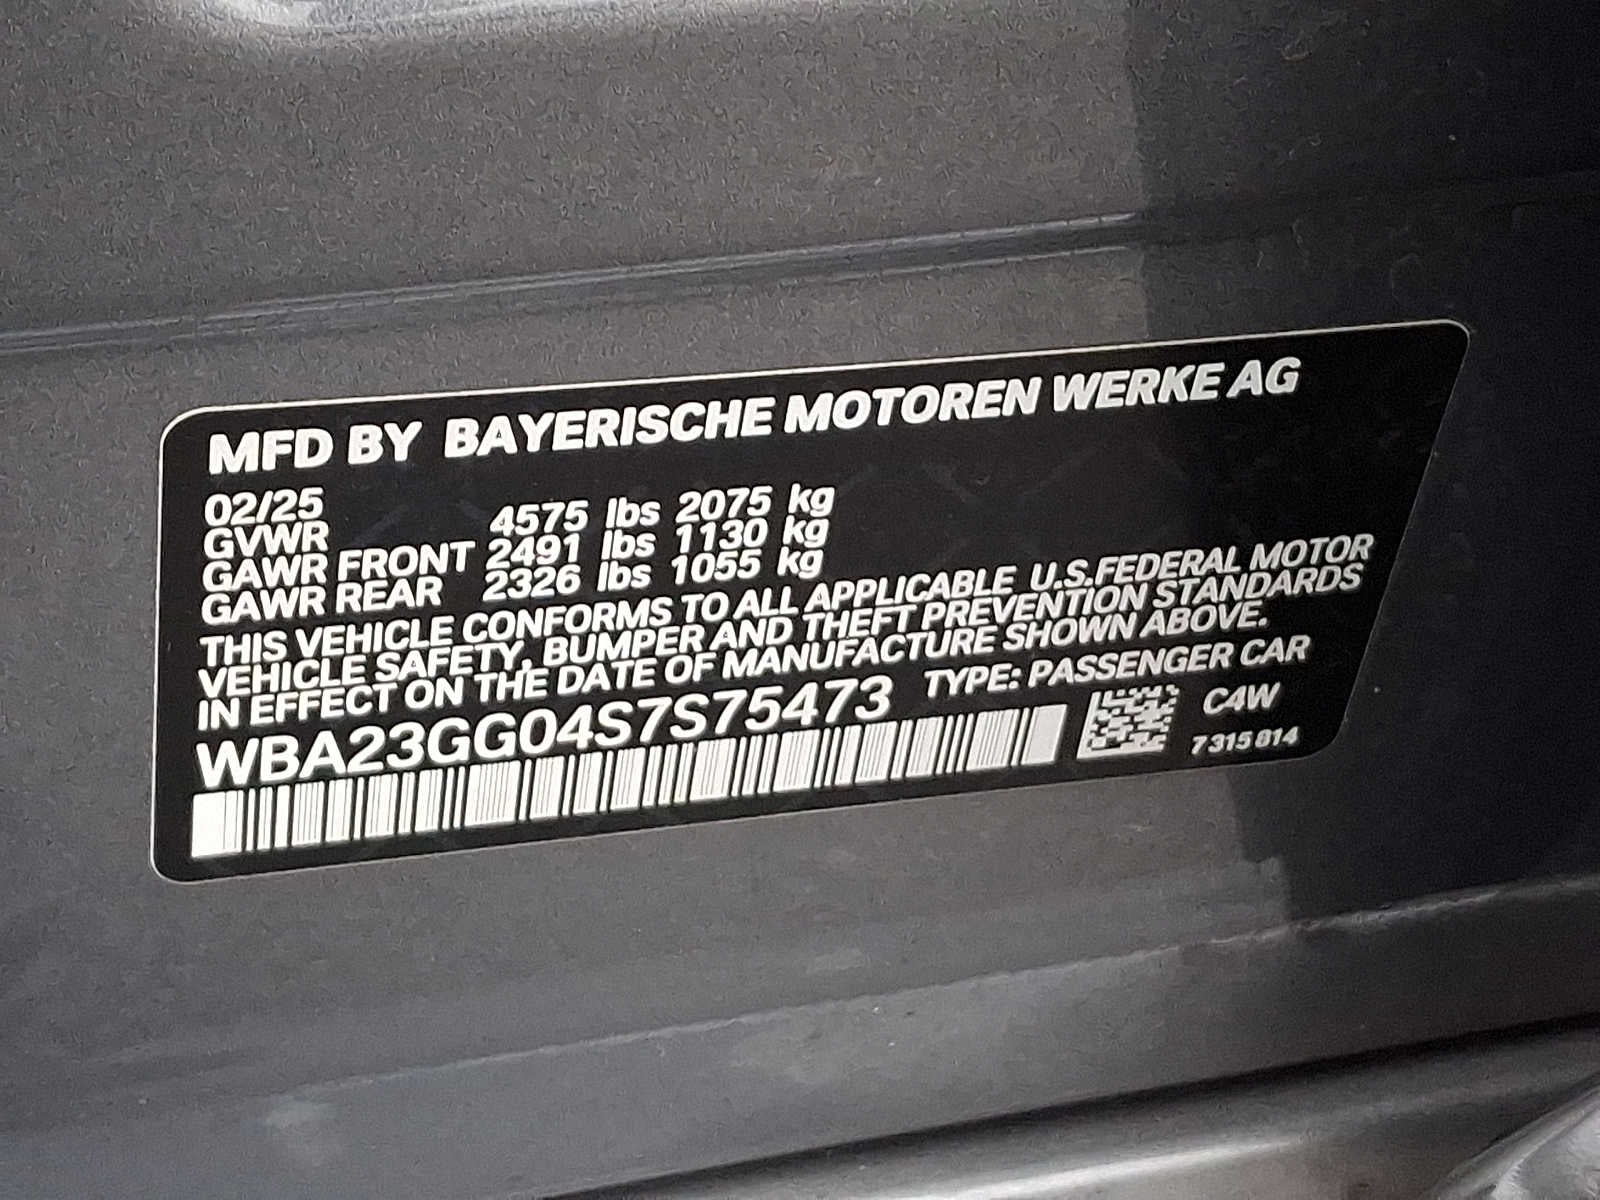 MFD BY BAYERISCHE MOTOREN WERKE AG
02/25
GVWR 4575 lbs 2075 kg
GAWR FRONT 2491 lbs 1130 kg
GAWR REAR 2326 lbs 1055 kg
THIS VEHICLE CONFORMS TO ALL APPLICABLE U.S.FEDERAL MOTOR
VEHICLE SAFETY, BUMPER AND THEFT PREVENTION STANDARDS
IN EFFECT ON THE DATE OF MANUFACTURE SHOWN ABOVE.
WBA23GG04S7S75473 TYPE: PASSENGER CAR
C4W
7 315 814